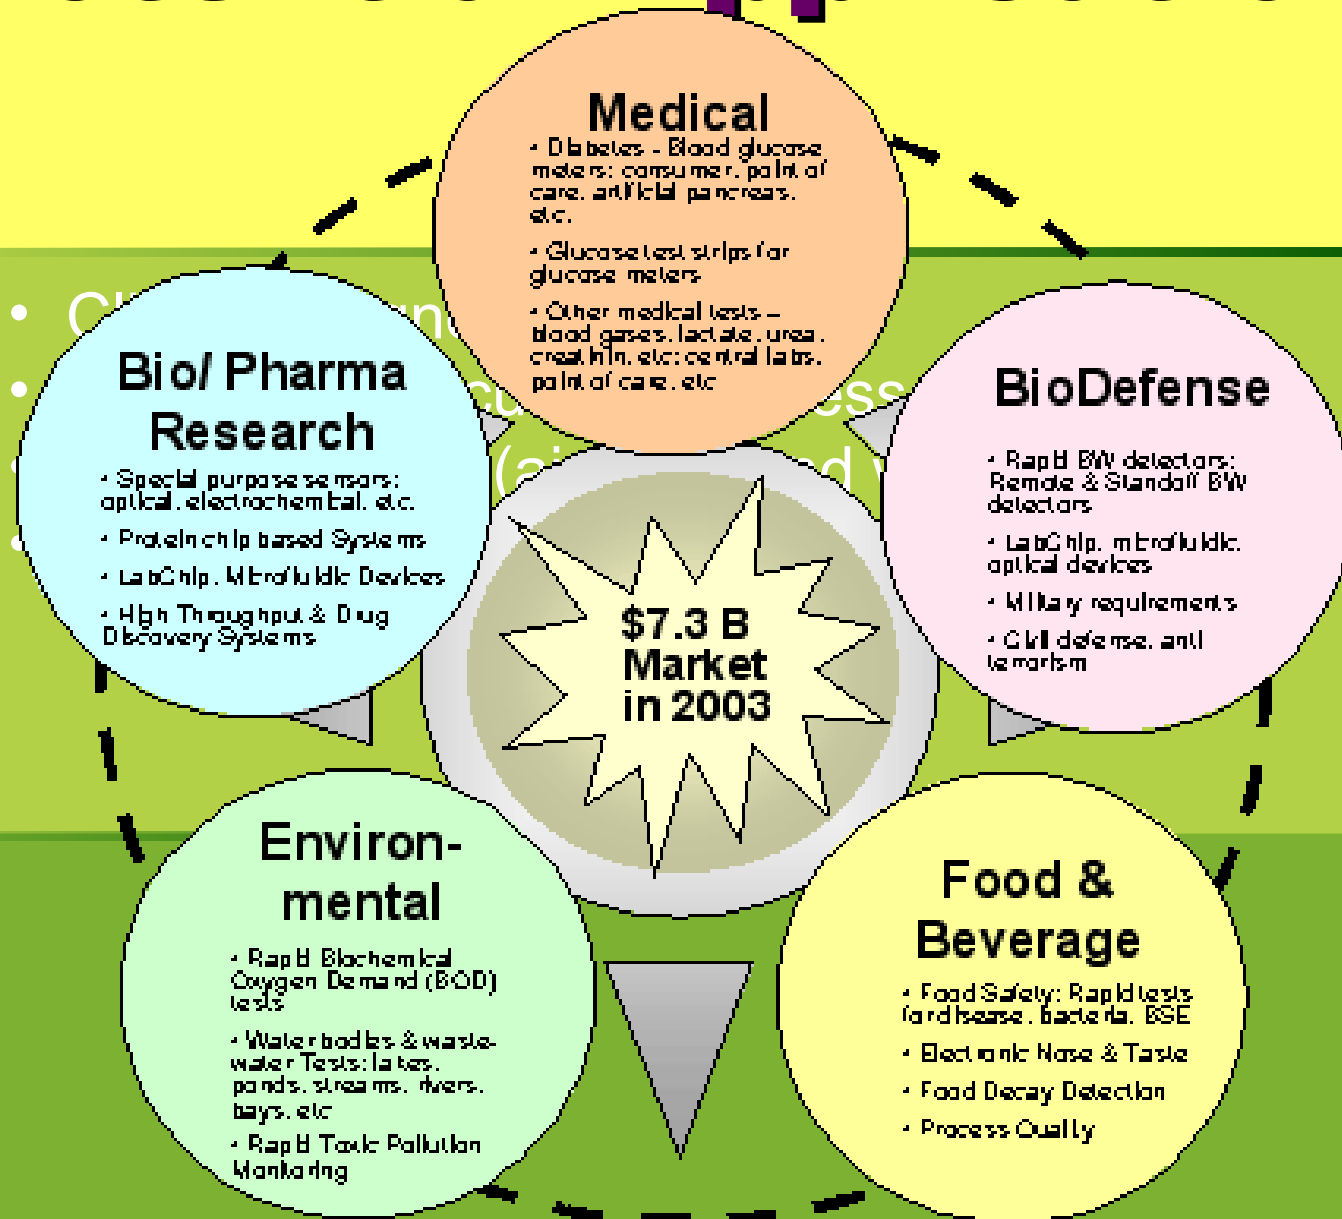 Medical
• Diabetes - Blood glucose
meters: consumer, point of
care, artificial pancreas,
etc.
• Glucose test strips for
glucose meters
• Other medical tests –
blood gases, lactate, urea,
creatinin, etc: central labs,
point of care, etc
Bio/ Pharma
Research
• Special purpose sensors:
optical, electrochemical, etc.
• Protein chip based Systems
• LabChip, Microfluidic Devices
• High Throughput & Drug
Discovery Systems
BioDefense
• Rapid BW detectors:
Remote & Standoff BW
detectors
• LabChip, microfluidic,
optical devices
• Military requirements
• Civil defense, anti
terrorism
$7.3 B
Market
in 2003
Environ-
mental
• Rapid Biochemical
Oxygen Demand (BOD)
tests
• Water bodies & waste-
water Tests: lakes,
ponds, streams, rivers,
bays, etc
• Rapid Toxic Pollution
Monitoring
Food &
Beverage
• Food Safety: Rapid tests
for disease, bacteria, BSE
• Electronic Nose & Taste
• Food Decay Detection
• Process Quality